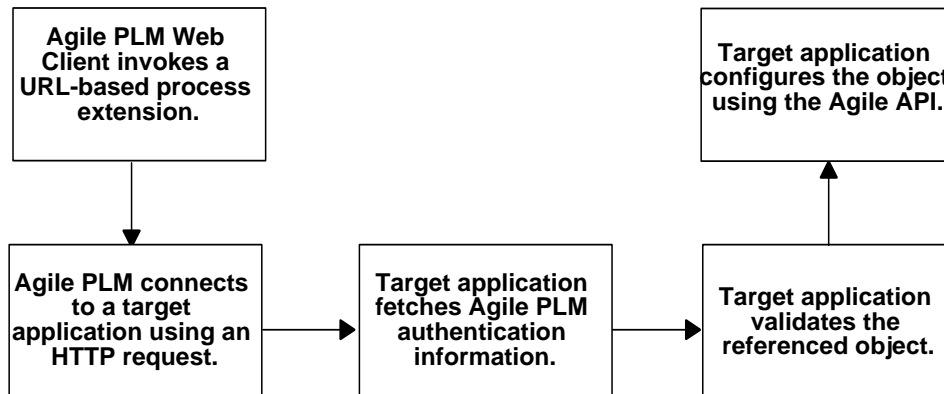 Agile PLM Web
Client invokes a
URL-based process
extension.
Agile PLM connects
to a target
application using an
HTTP request.
Target application
fetches Agile PLM
authentication
information.
Target application
validates the
referenced object.
Target application
configures the object
using the Agile API.